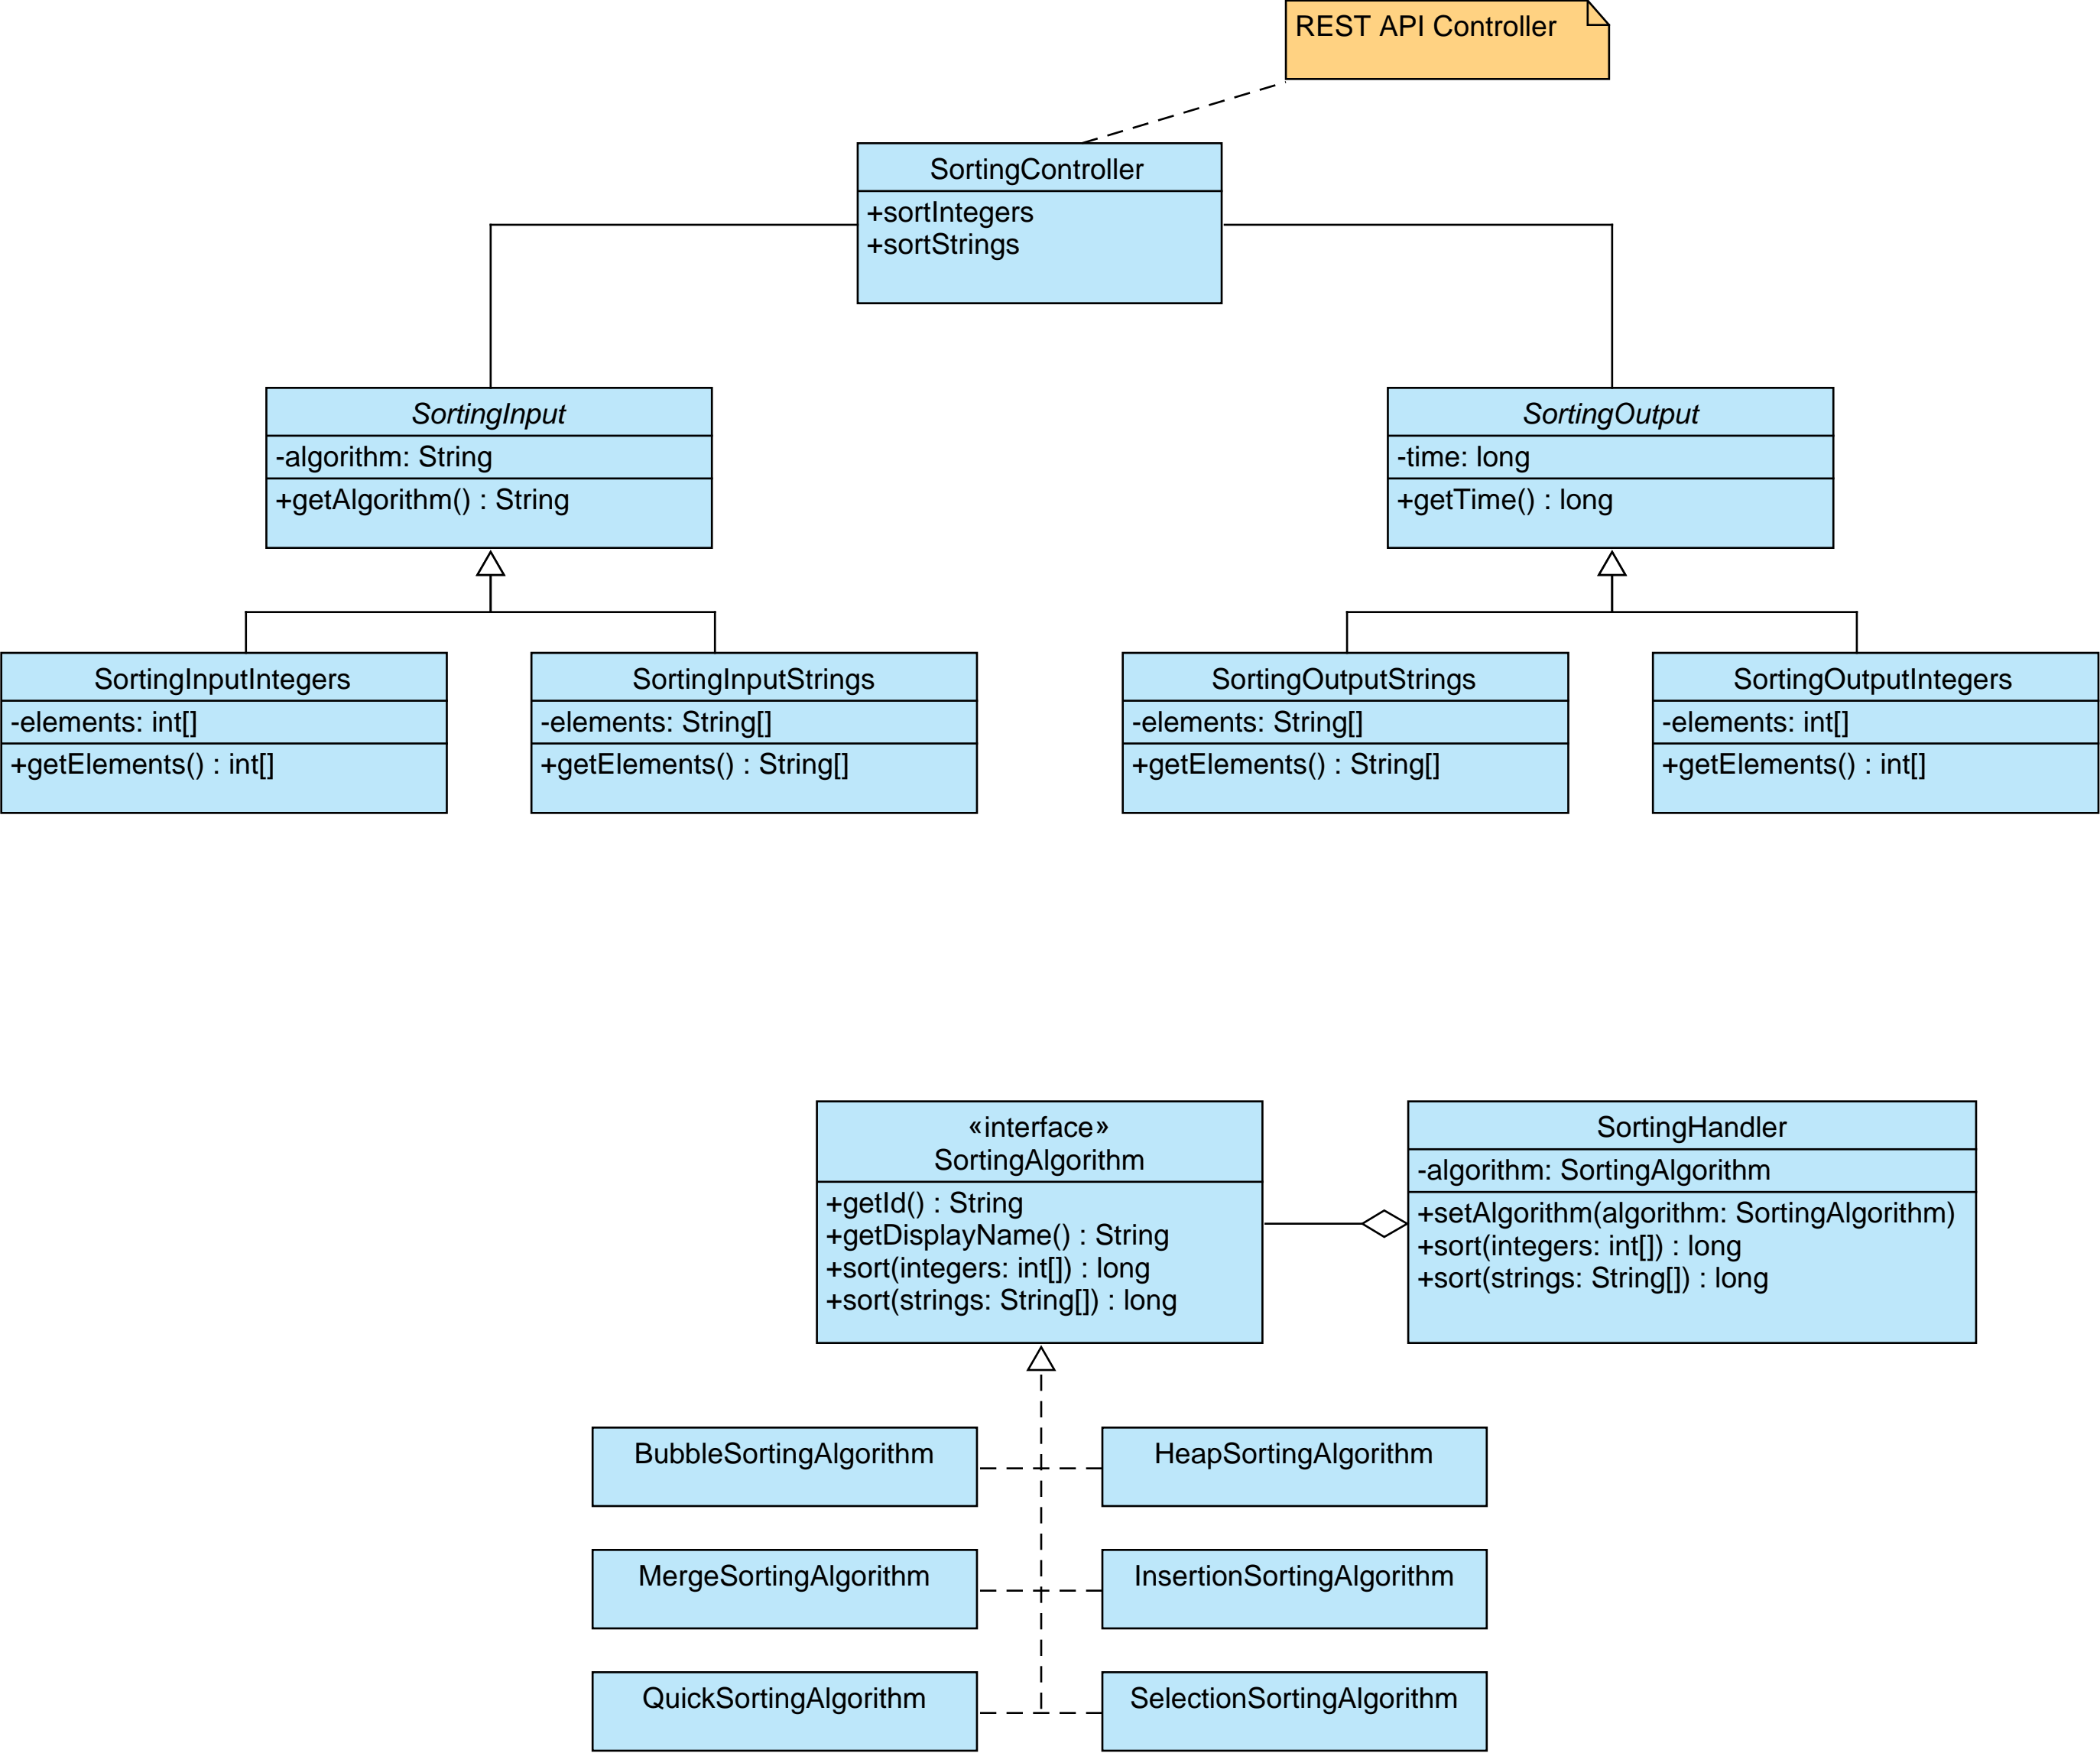 REST API Controller
SortingController
+sortIntegers
+sortStrings
SortingInput
-algorithm: String
+getAlgorithm() : String
SortingOutput
-time: long
+getTime() : long
SortingInputIntegers
-elements: int[]
+getElements() : int[]
SortingInputStrings
-elements: String[]
+getElements() : String[]
SortingOutputStrings
-elements: String[]
+getElements() : String[]
SortingOutputIntegers
-elements: int[]
+getElements() : int[]
«interface»
SortingAlgorithm
+getId() : String
+getDisplayName() : String
+sort(integers: int[]) : long
+sort(strings: String[]) : long
SortingHandler
-algorithm: SortingAlgorithm
+setAlgorithm(algorithm: SortingAlgorithm)
+sort(integers: int[]) : long
+sort(strings: String[]) : long
BubbleSortingAlgorithm
HeapSortingAlgorithm
MergeSortingAlgorithm
InsertionSortingAlgorithm
QuickSortingAlgorithm
SelectionSortingAlgorithm